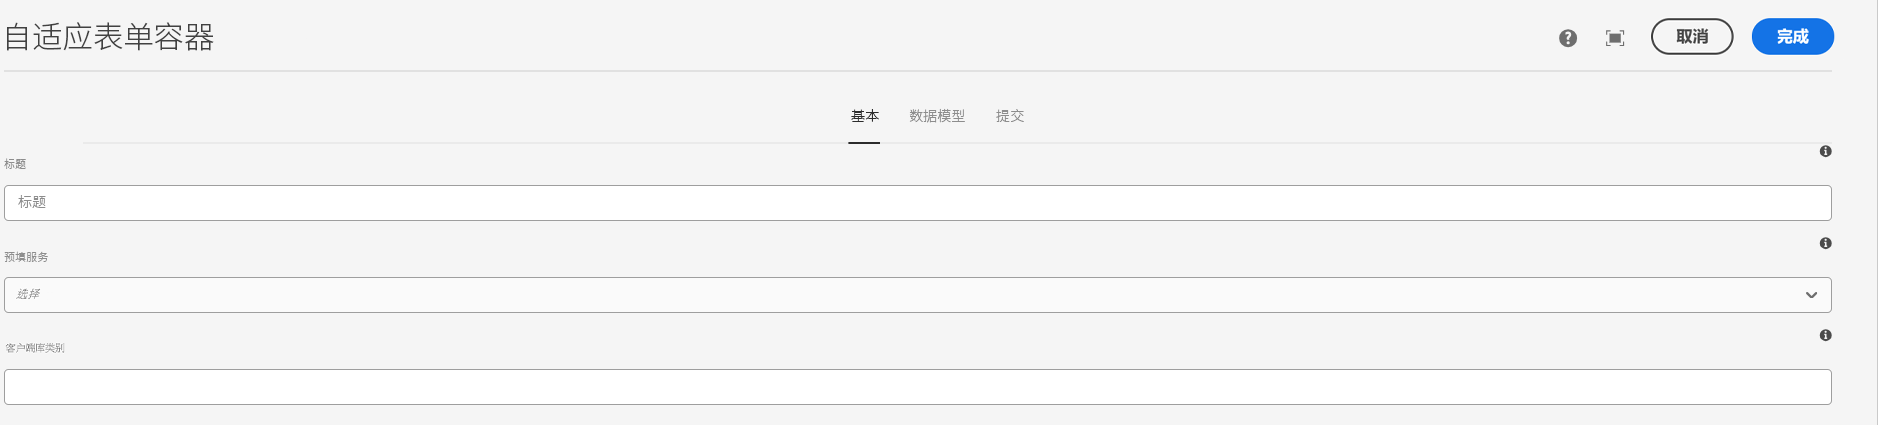 自适应表单容器
取消
完成
基本
数据模型
提交
标题
标题
预填服务
选择
客户端库类别